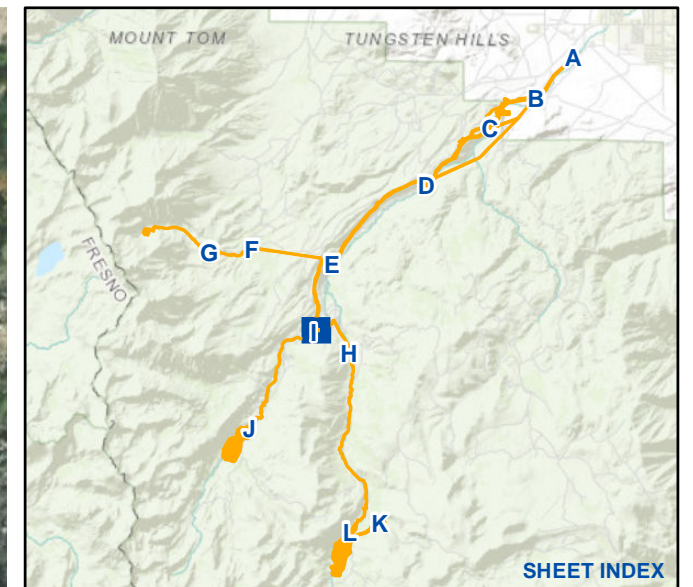 MOUNT TOM
TUNGSTEN HILLS
A
B
C
D
E
F
G
FRESNO
I
H
J
K
L
SHEET INDEX